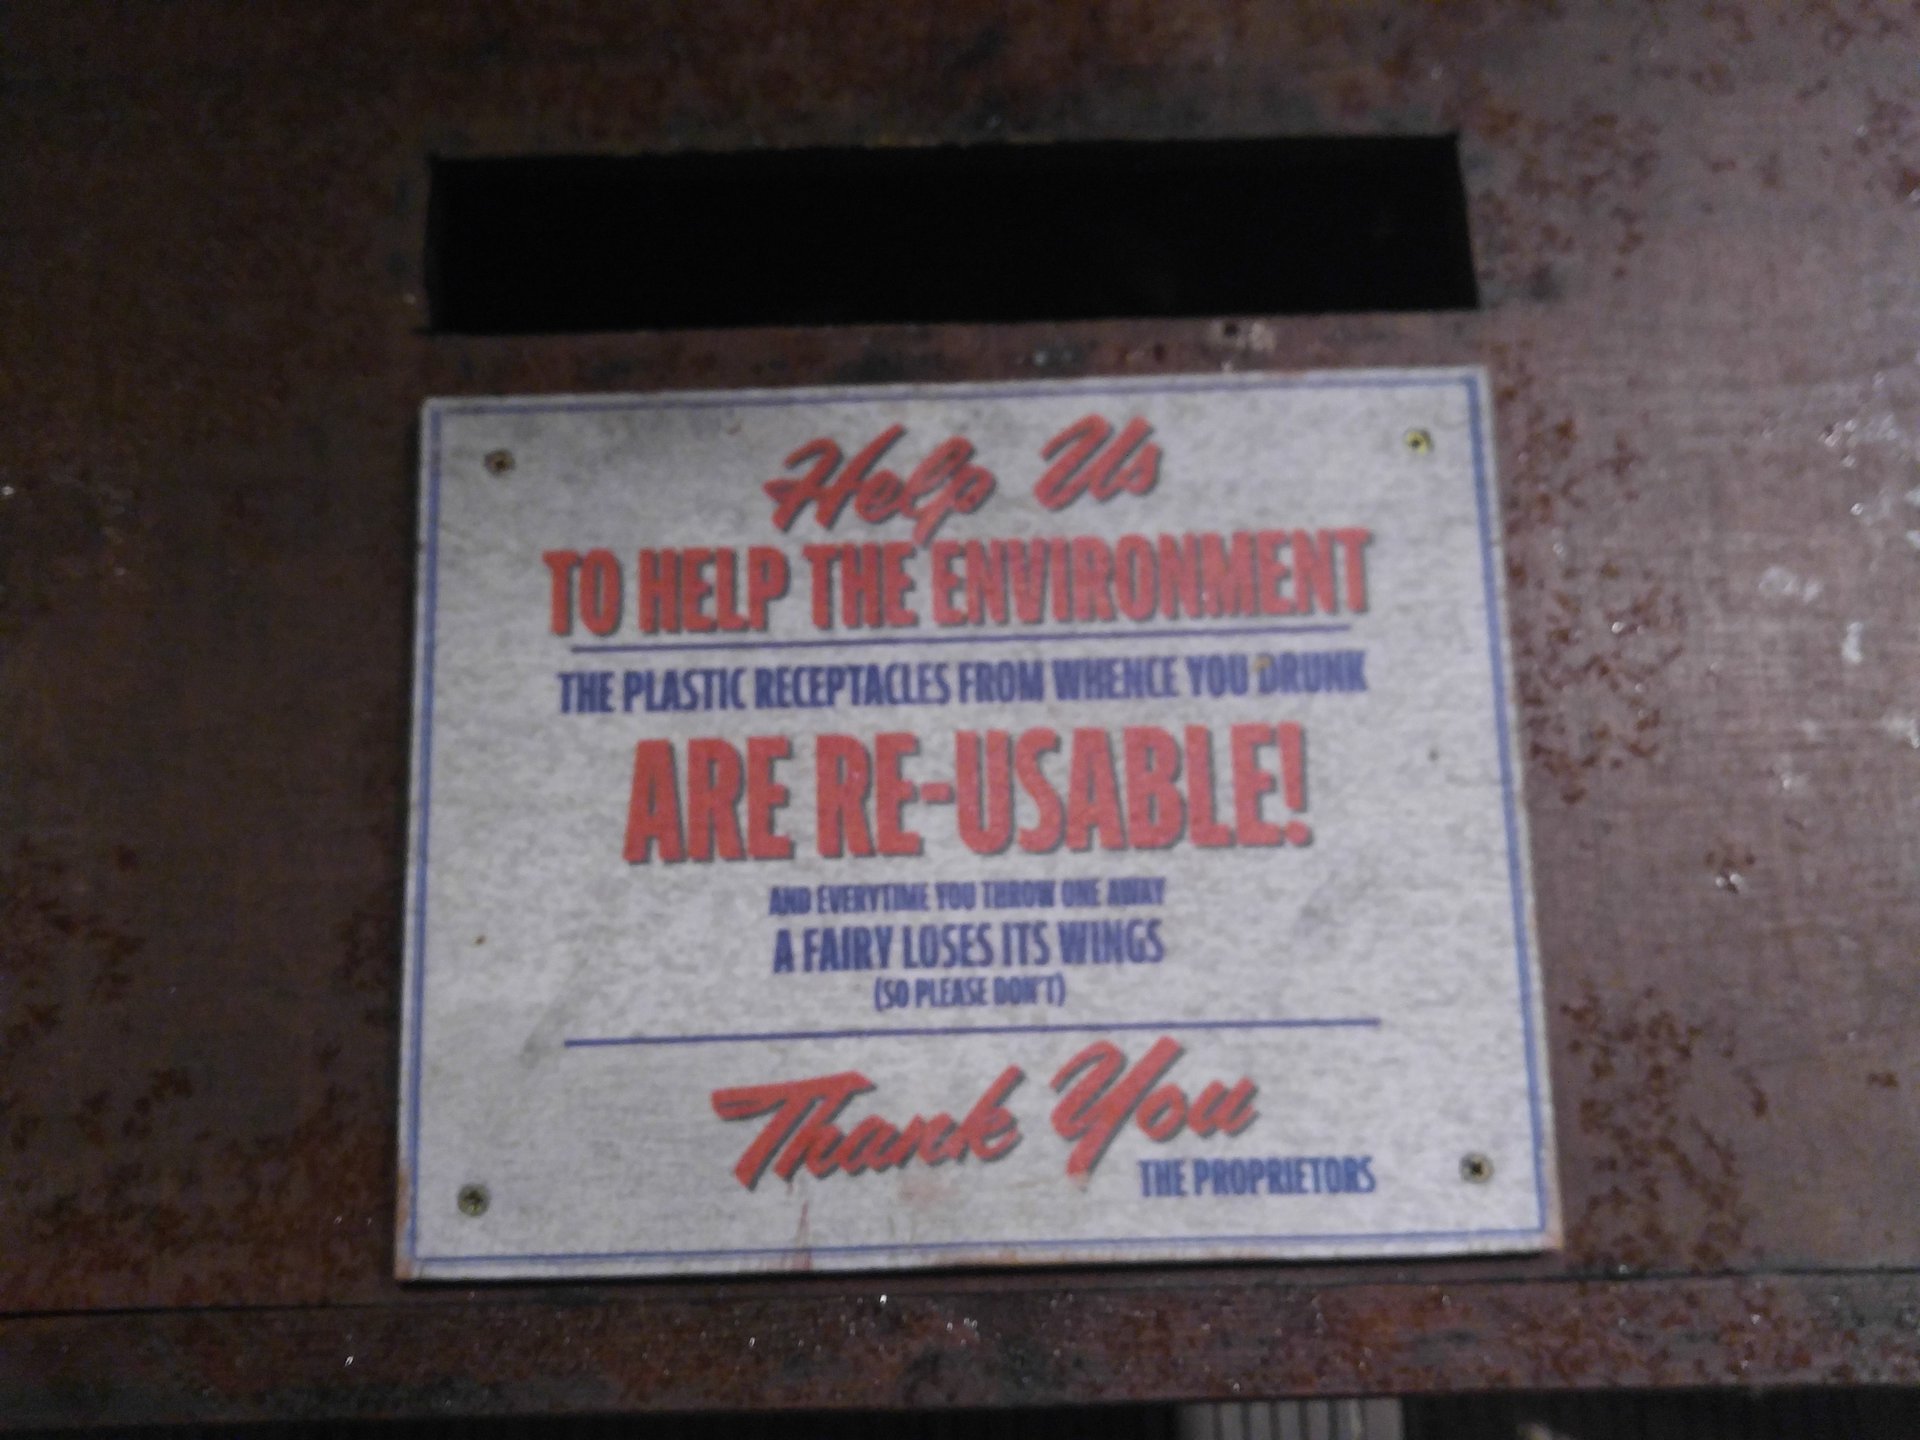 Help Us
TO HELP THE ENVIRONMENT
THE PLASTIC RECEPTACLES FROM WHENCE YOU DRUNK
ARE RE-USABLE!
AND EVERYTIME YOU THROW ONE AWAY
A FAIRY LOSES ITS WINGS
(SO PLEASE DON'T)
Thank You
THE PROPRIETORS